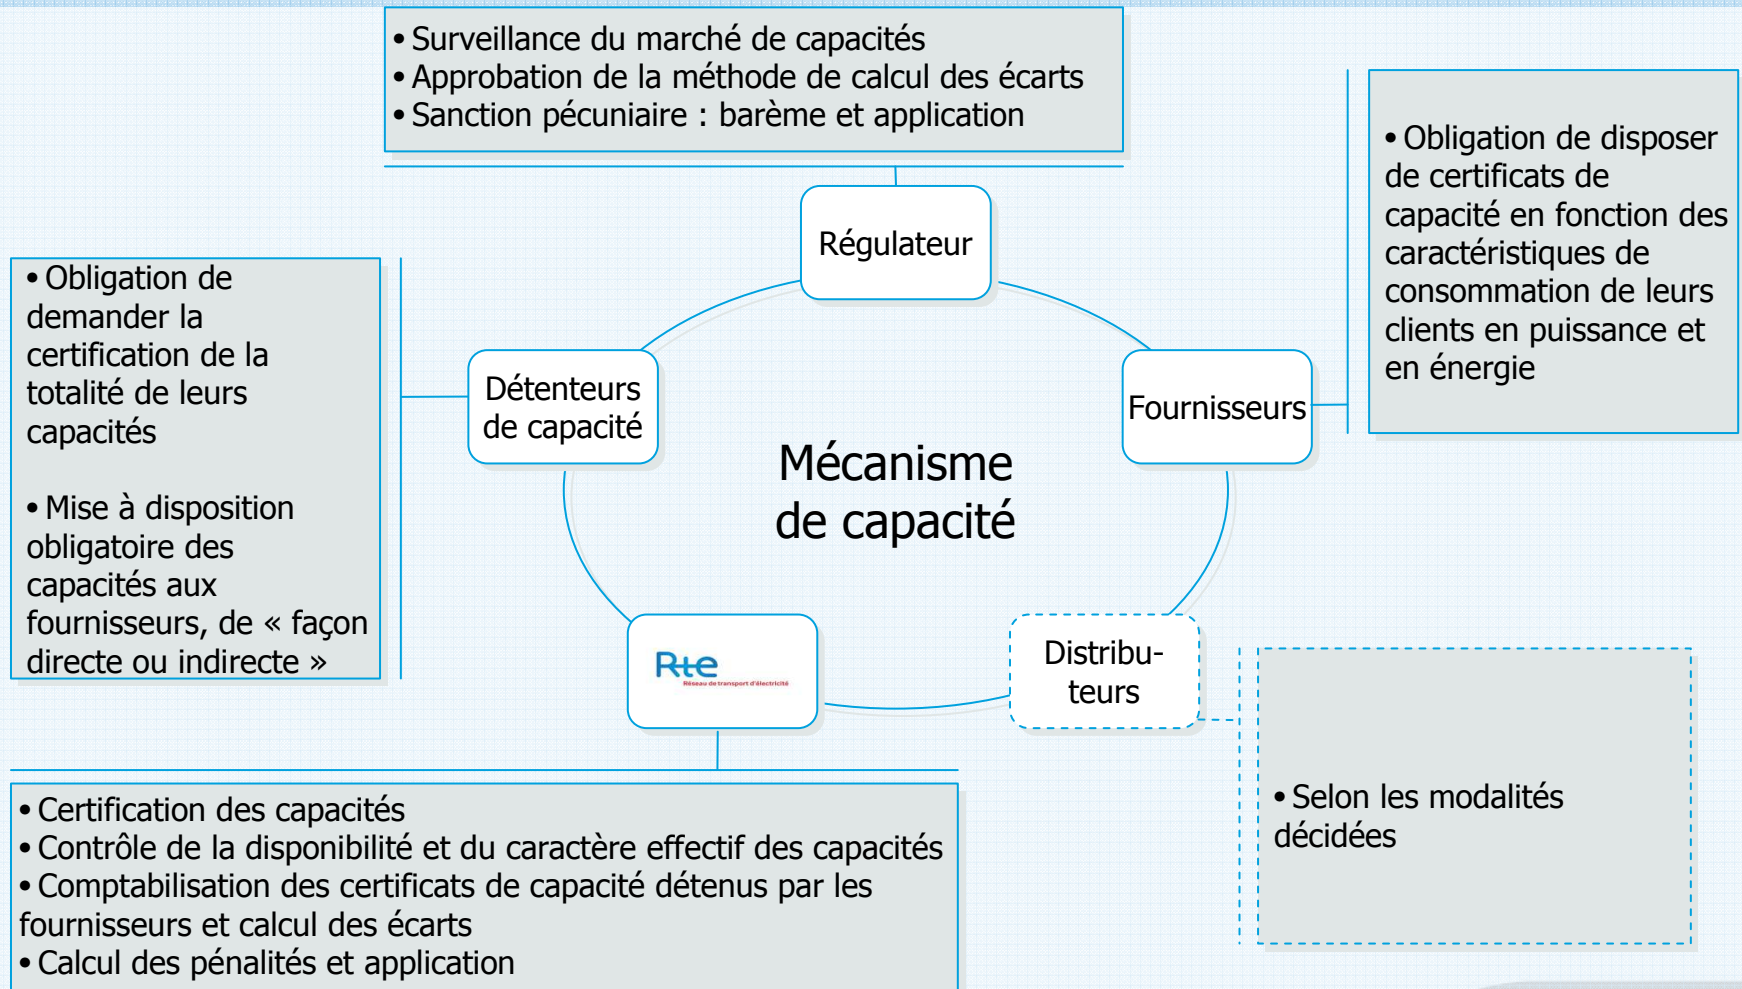 • Surveillance du marché de capacités
• Approbation de la méthode de calcul des écarts
• Sanction pécuniaire : barème et application
Régulateur
• Obligation de disposer
de certificats de
capacité en fonction des
caractéristiques de
consommation de leurs
clients en puissance et
en énergie
Fournisseurs
• Obligation de
demander la
certification de la
totalité de leurs
capacités
• Mise à disposition
obligatoire des
capacités aux
fournisseurs, de « façon
directe ou indirecte »
Détenteurs
de capacité
Mécanisme
de capacité
Rte
Réseau de transport d'électricité
Distribu-
teurs
• Selon les modalités
décidées
• Certification des capacités
• Contrôle de la disponibilité et du caractère effectif des capacités
• Comptabilisation des certificats de capacité détenus par les
fournisseurs et calcul des écarts
• Calcul des pénalités et application